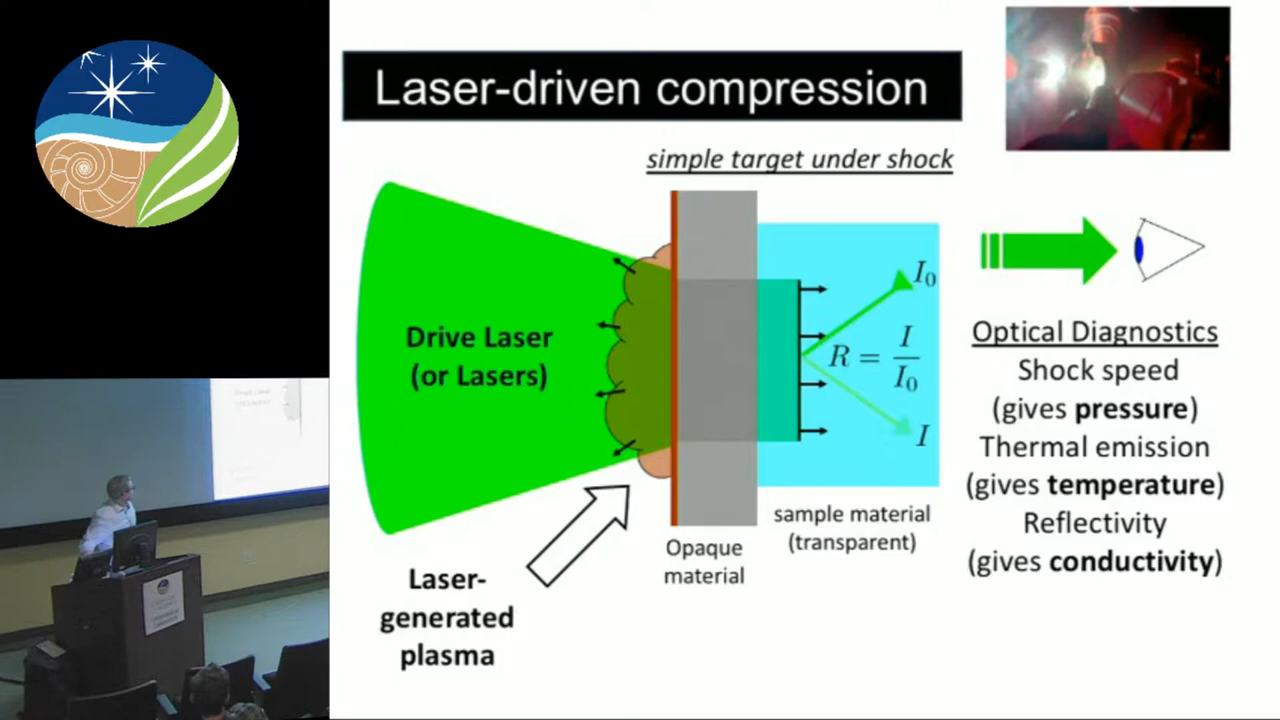 Laser-driven compression
simple target under shock
Drive Laser
(or Lasers)
I₀
R = I / I₀
I
Optical Diagnostics
Shock speed
(gives pressure)
Thermal emission
(gives temperature)
Reflectivity
(gives conductivity)
sample material
(transparent)
Opaque
material
Laser-
generated
plasma